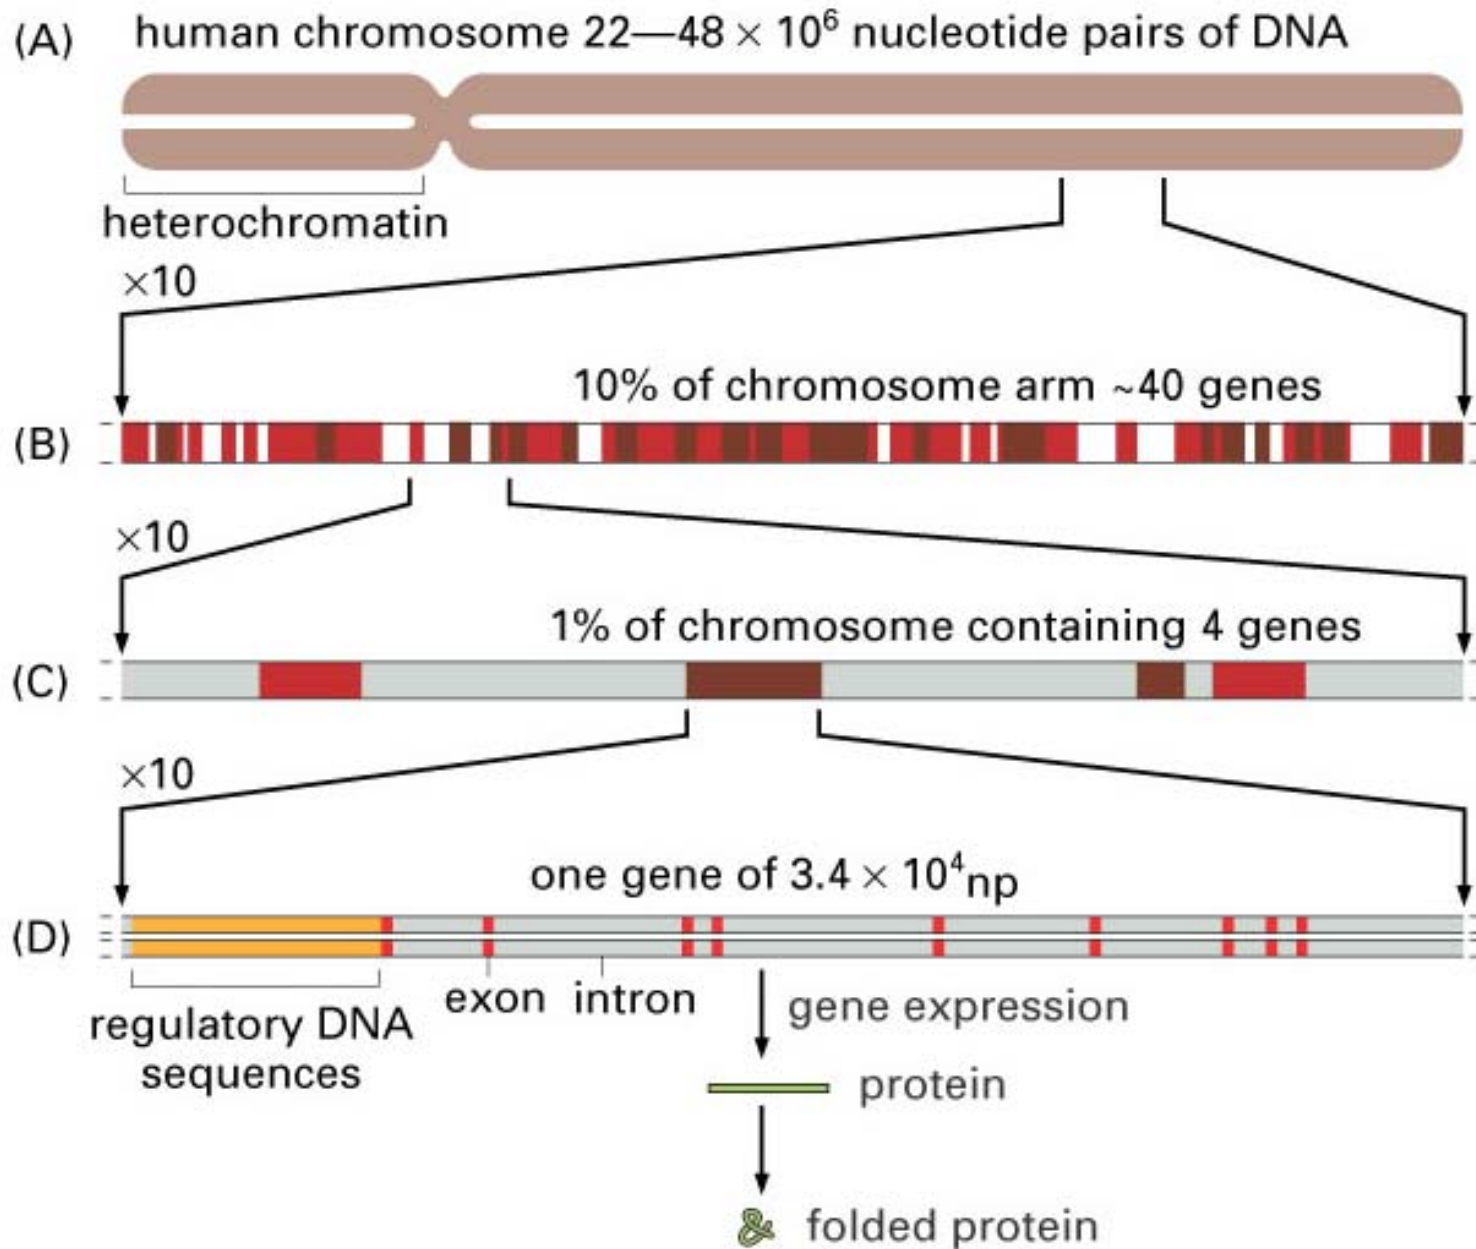 (A) human chromosome 22—48 × 10⁶ nucleotide pairs of DNA
heterochromatin
×10
10% of chromosome arm ~40 genes
(B)
×10
1% of chromosome containing 4 genes
(C)
×10
one gene of 3.4 × 10⁴np
(D)
exon intron
regulatory DNA
sequences
gene expression
protein
folded protein